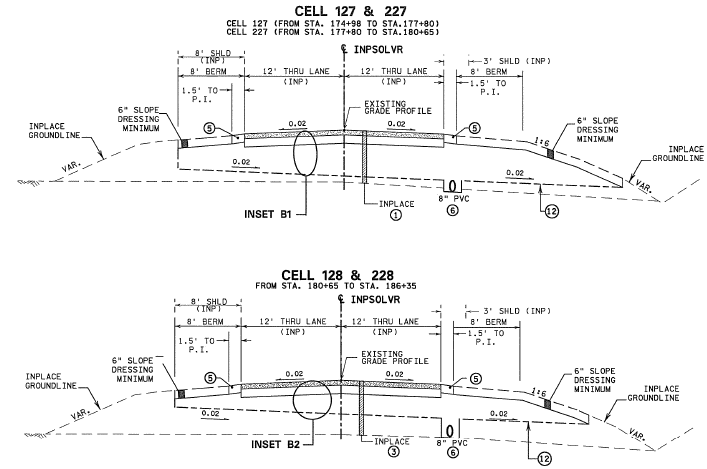 CELL 127 & 227
CELL 127 (FROM STA. 174+98 TO STA.177+80)
CELL 227 (FROM STA. 177+80 TO STA.180+65)
℄ INPSOLVR
8' SHLD
(INP)
3' SHLD (INP)
8' BERM
12' THRU LANE
(INP)
12' THRU LANE
(INP)
8' BERM
1.5' TO
P.I.
1.5' TO
P.I.
6" SLOPE
DRESSING
MINIMUM
INPLACE
GROUNDLINE
5
0.02
EXISTING
GRADE PROFILE
0.02
5
6" SLOPE
DRESSING
MINIMUM
1:6
INPLACE
GROUNDLINE
VAR.
0.02
0.02
VAR.
INSET B1
INPLACE
1
8" PVC
6
12
CELL 128 & 228
FROM STA. 180+65 TO STA. 186+35
℄ INPSOLVR
8' SHLD
(INP)
3' SHLD (INP)
8' BERM
12' THRU LANE
(INP)
12' THRU LANE
(INP)
8' BERM
1.5' TO
P.I.
1.5' TO
P.I.
6" SLOPE
DRESSING
MINIMUM
INPLACE
GROUNDLINE
5
0.02
EXISTING
GRADE PROFILE
0.02
5
6" SLOPE
DRESSING
MINIMUM
1:6
INPLACE
GROUNDLINE
VAR.
0.02
0.02
VAR.
INSET B2
INPLACE
3
8" PVC
6
12